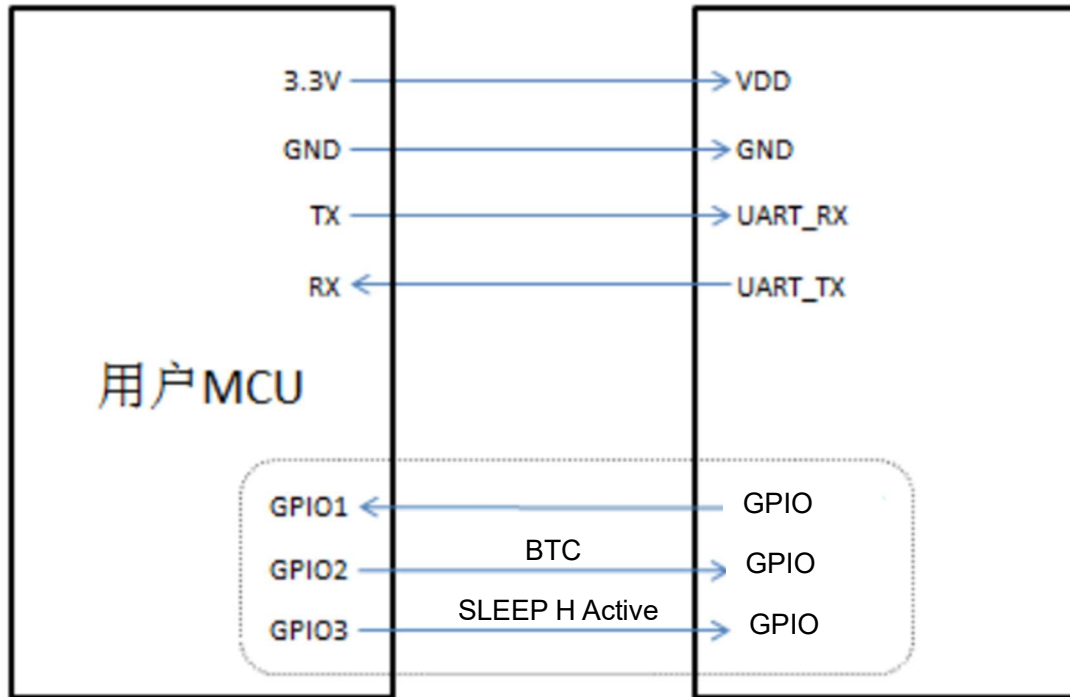 3.3V VDD
GND GND
TX UART_RX
RX UART_TX
用户MCU
GPIO1 GPIO
BTC
GPIO2 GPIO
SLEEP H Active
GPIO3 GPIO